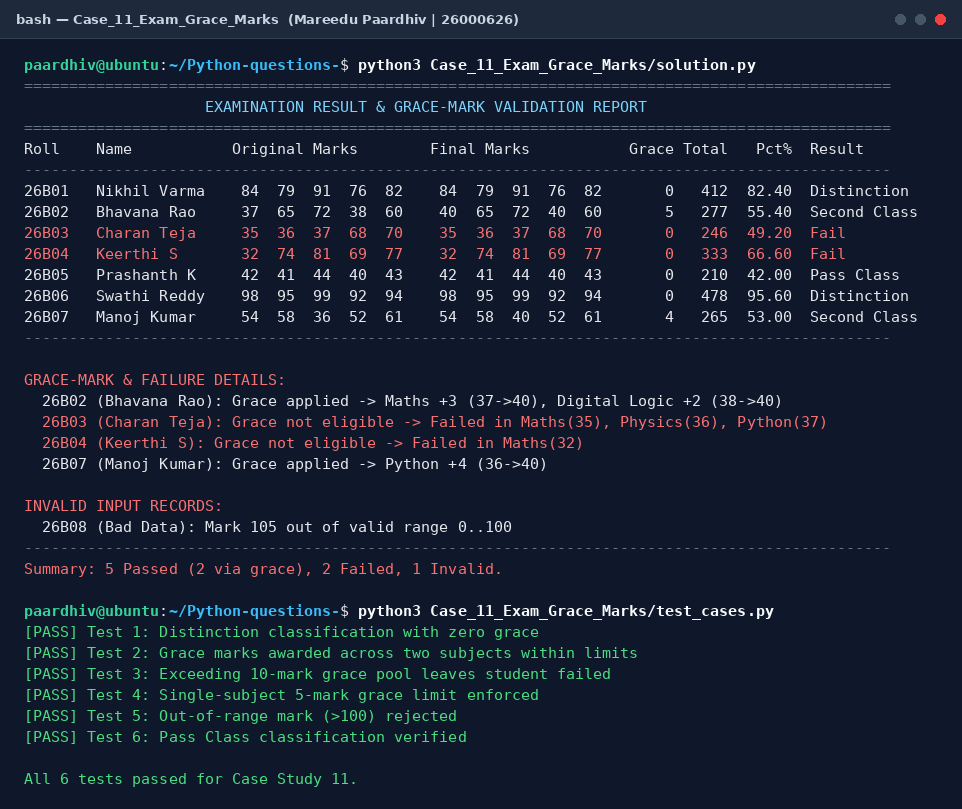 bash — Case_11_Exam_Grace_Marks (Mareedu Paardhiv | 26000626)
paardhiv@ubuntu:~/Python-questions-$ python3 Case_11_Exam_Grace_Marks/solution.py
================================================================================================
EXAMINATION RESULT & GRACE-MARK VALIDATION REPORT
================================================================================================
Roll    Name           Original Marks        Final Marks           Grace Total   Pct%  Result
------------------------------------------------------------------------------------------------
26B01   Nikhil Varma    84  79  91  76  82    84  79  91  76  82       0   412  82.40  Distinction
26B02   Bhavana Rao     37  65  72  38  60    40  65  72  40  60       5   277  55.40  Second Class
26B03   Charan Teja     35  36  37  68  70    35  36  37  68  70       0   246  49.20  Fail
26B04   Keerthi S       32  74  81  69  77    32  74  81  69  77       0   333  66.60  Fail
26B05   Prashanth K     42  41  44  40  43    42  41  44  40  43       0   210  42.00  Pass Class
26B06   Swathi Reddy    98  95  99  92  94    98  95  99  92  94       0   478  95.60  Distinction
26B07   Manoj Kumar     54  58  36  52  61    54  58  40  52  61       4   265  53.00  Second Class
------------------------------------------------------------------------------------------------
GRACE-MARK & FAILURE DETAILS:
26B02 (Bhavana Rao): Grace applied -> Maths +3 (37->40), Digital Logic +2 (38->40)
26B03 (Charan Teja): Grace not eligible -> Failed in Maths(35), Physics(36), Python(37)
26B04 (Keerthi S): Grace not eligible -> Failed in Maths(32)
26B07 (Manoj Kumar): Grace applied -> Python +4 (36->40)
INVALID INPUT RECORDS:
26B08 (Bad Data): Mark 105 out of valid range 0..100
------------------------------------------------------------------------------------------------
Summary: 5 Passed (2 via grace), 2 Failed, 1 Invalid.
paardhiv@ubuntu:~/Python-questions-$ python3 Case_11_Exam_Grace_Marks/test_cases.py
[PASS] Test 1: Distinction classification with zero grace
[PASS] Test 2: Grace marks awarded across two subjects within limits
[PASS] Test 3: Exceeding 10-mark grace pool leaves student failed
[PASS] Test 4: Single-subject 5-mark grace limit enforced
[PASS] Test 5: Out-of-range mark (>100) rejected
[PASS] Test 6: Pass Class classification verified
All 6 tests passed for Case Study 11.